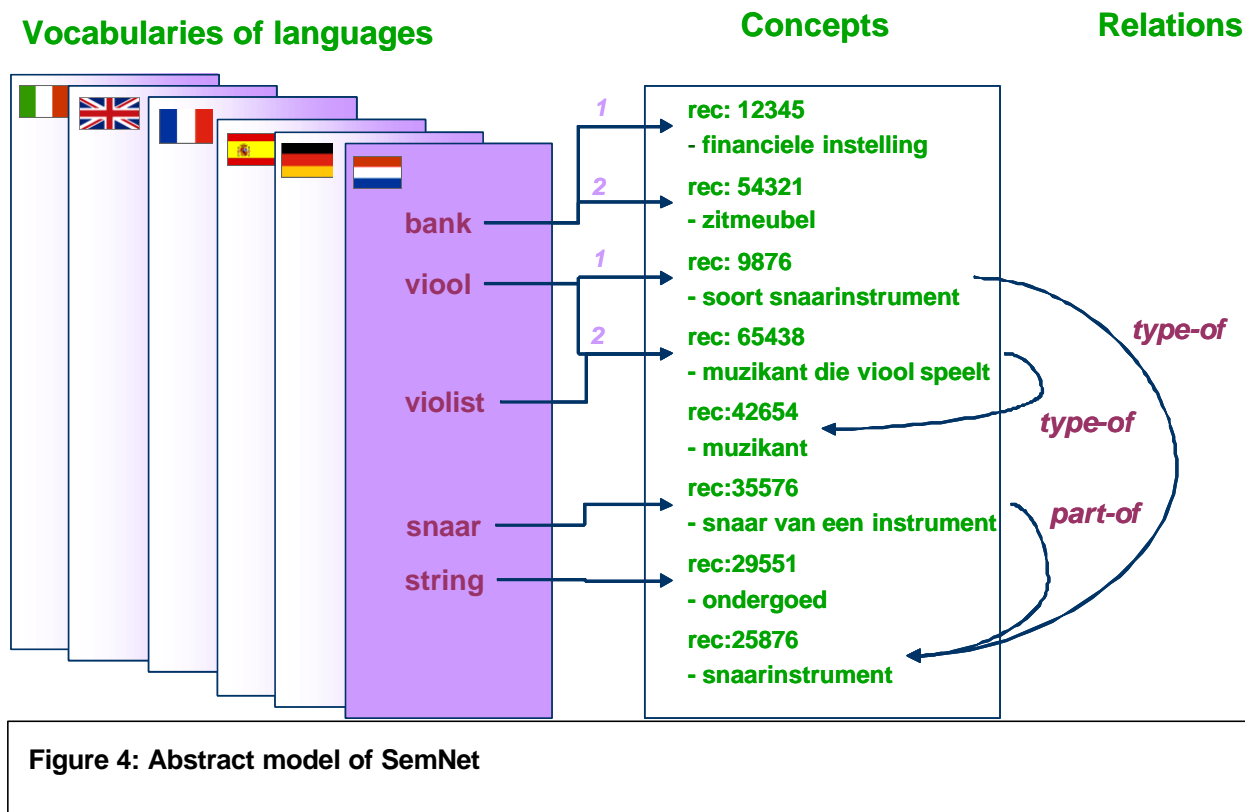 Vocabularies of languages
Concepts
Relations
bank
viool
violist
snaar
string
1
2
1
2
rec: 12345
- financiele instelling
rec: 54321
- zitmeubel
rec: 9876
- soort snaarinstrument
rec: 65438
- muzikant die viool speelt
rec:42654
- muzikant
rec:35576
- snaar van een instrument
rec:29551
- ondergoed
rec:25876
- snaarinstrument
type-of
type-of
part-of
Figure 4: Abstract model of SemNet